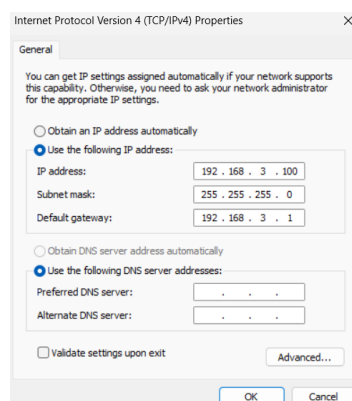 Internet Protocol Version 4 (TCP/IPv4) Properties
General
You can get IP settings assigned automatically if your network supports
this capability. Otherwise, you need to ask your network administrator
for the appropriate IP settings.
Obtain an IP address automatically
Use the following IP address:
IP address: 192 . 168 . 3 . 100
Subnet mask: 255 . 255 . 255 . 0
Default gateway: 192 . 168 . 3 . 1
Obtain DNS server address automatically
Use the following DNS server addresses:
Preferred DNS server: . . .
Alternate DNS server: . . .
Validate settings upon exit
Advanced...
OK Cancel